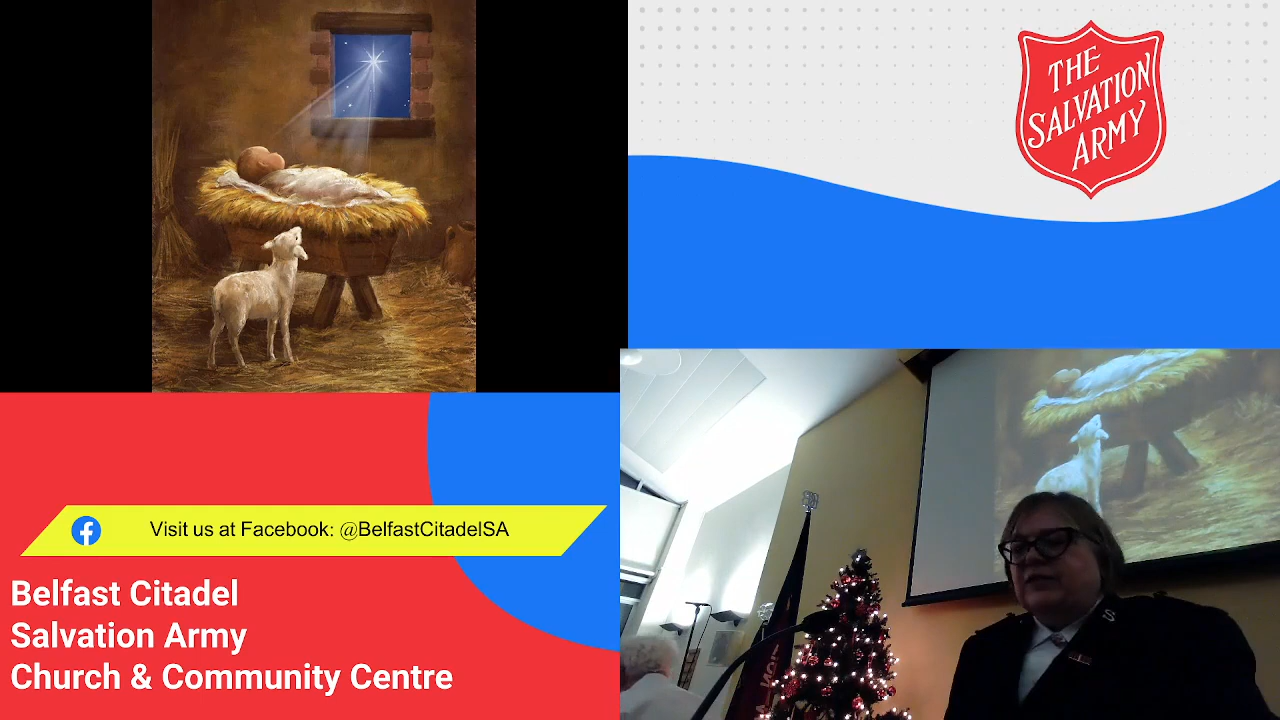 THE
SALVATION
ARMY
Visit us at Facebook: @BelfastCitadelSA
Belfast Citadel
Salvation Army
Church & Community Centre
S